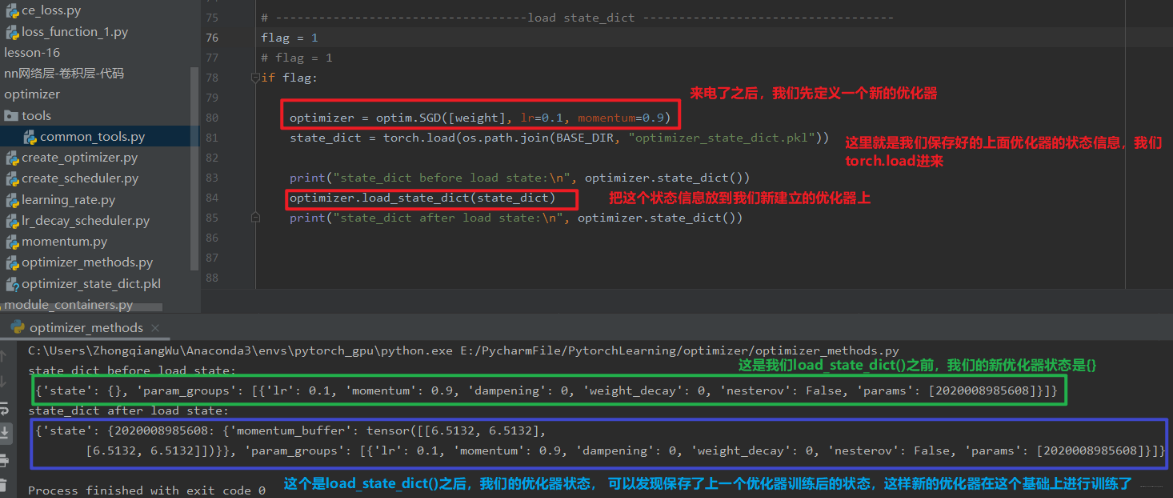 ce_loss.py
loss_function_1.py
lesson-16
nn网络层-卷积层-代码
optimizer
tools
common_tools.py
create_optimizer.py
create_scheduler.py
learning_rate.py
lr_decay_scheduler.py
momentum.py
optimizer_methods.py
optimizer_state_dict.pkl
module_containers.py
75 # ---------------------------------load state_dict ---------------------------------
76 flag = 1
77 # flag = 1
78 if flag:
79
来电了之后，我们先定义一个新的优化器
80 optimizer = optim.SGD([weight], lr=0.1, momentum=0.9)
81 state_dict = torch.load(os.path.join(BASE_DIR, "optimizer_state_dict.pkl"))
这里就是我们保存好的上面优化器的状态信息，我们
torch.load进来
82
83 print("state_dict before load state:\n", optimizer.state_dict())
84 optimizer.load_state_dict(state_dict)
把这个状态信息放到我们新建立的优化器上
85 print("state_dict after load state:\n", optimizer.state_dict())
86
87
88
optimizer_methods
C:\Users\ZhongqiangWu\Anaconda3\envs\pytorch_gpu\python.exe E:/PycharmFile/PytorchLearning/optimizer/optimizer_methods.py
state_dict before load state:
这是我们load_state_dict()之前，我们的新优化器状态是{}
{'state': {}, 'param_groups': [{'lr': 0.1, 'momentum': 0.9, 'dampening': 0, 'weight_decay': 0, 'nesterov': False, 'params': [2020008985608]}]}
state_dict after load state:
{'state': {2020008985608: {'momentum_buffer': tensor([[6.5132, 6.5132],
[6.5132, 6.5132]])}}, 'param_groups': [{'lr': 0.1, 'momentum': 0.9, 'dampening': 0, 'weight_decay': 0, 'nesterov': False, 'params': [2020008985608]}]}
Process finished with exit code 0
这个是load_state_dict()之后，我们的优化器状态， 可以发现保存了上一个优化器训练后的状态，这样新的优化器在这个基础上进行训练了